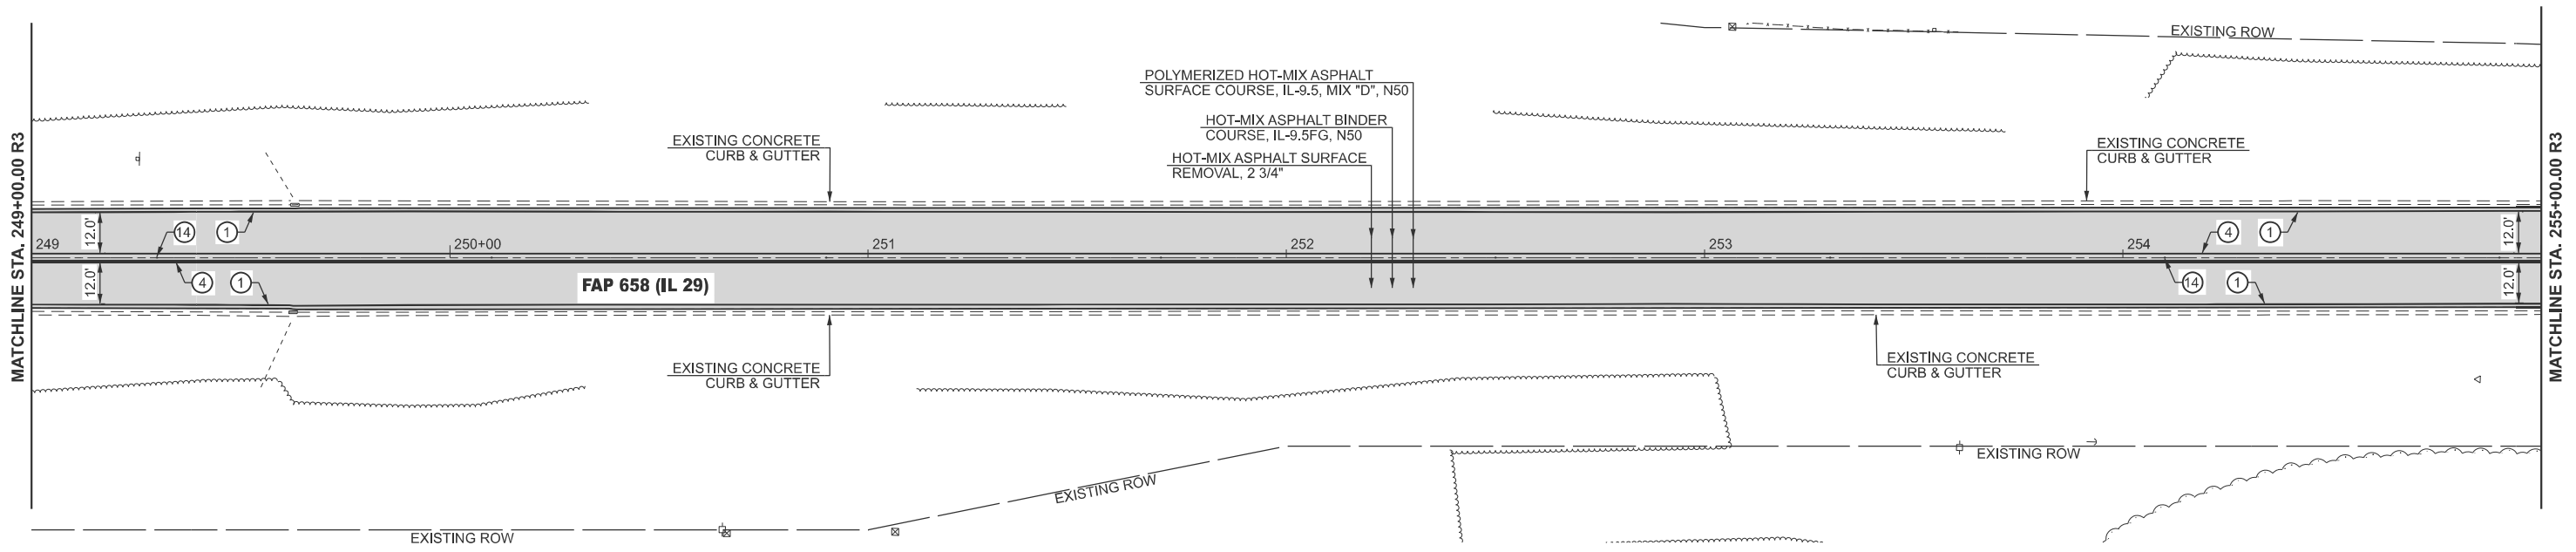 EXISTING ROW
POLYMERIZED HOT-MIX ASPHALT
SURFACE COURSE, IL-9.5, MIX "D", N50
HOT-MIX ASPHALT BINDER
COURSE, IL-9.5FG, N50
HOT-MIX ASPHALT SURFACE
REMOVAL, 2 3/4"
EXISTING CONCRETE
CURB & GUTTER
EXISTING CONCRETE
CURB & GUTTER
MATCHLINE STA. 249+00.00 R3
MATCHLINE STA. 255+00.00 R3
12.0'
14
1
4
1
12.0'
249
250+00
251
252
253
254
12.0'
4
1
FAP 658 (IL 29)
14
1
12.0'
EXISTING CONCRETE
CURB & GUTTER
EXISTING CONCRETE
CURB & GUTTER
EXISTING ROW
EXISTING ROW
EXISTING ROW